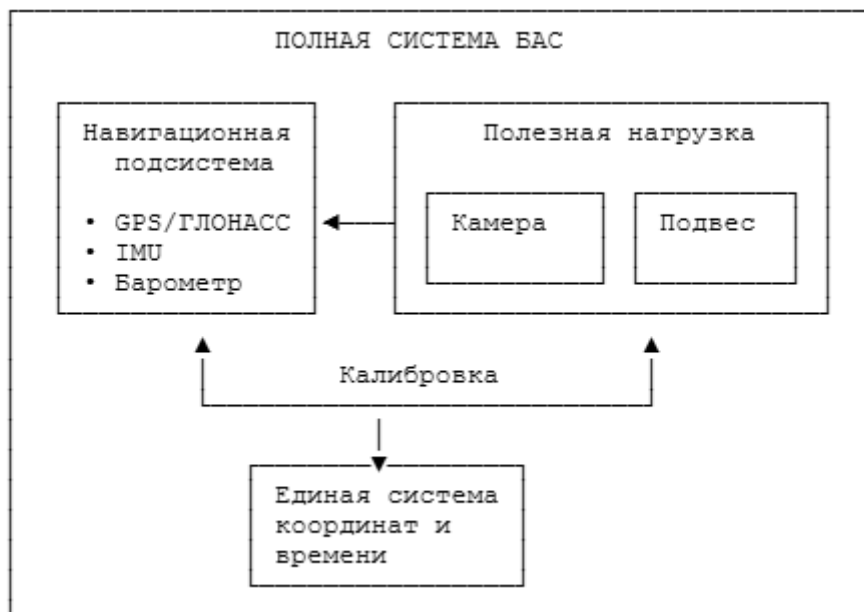 ПОЛНАЯ СИСТЕМА БАС
Навигационная
подсистема
• GPS/ГЛОНАСС
• IMU
• Барометр
Полезная нагрузка
Камера
Подвес
Калибровка
Единая система
координат и
времени